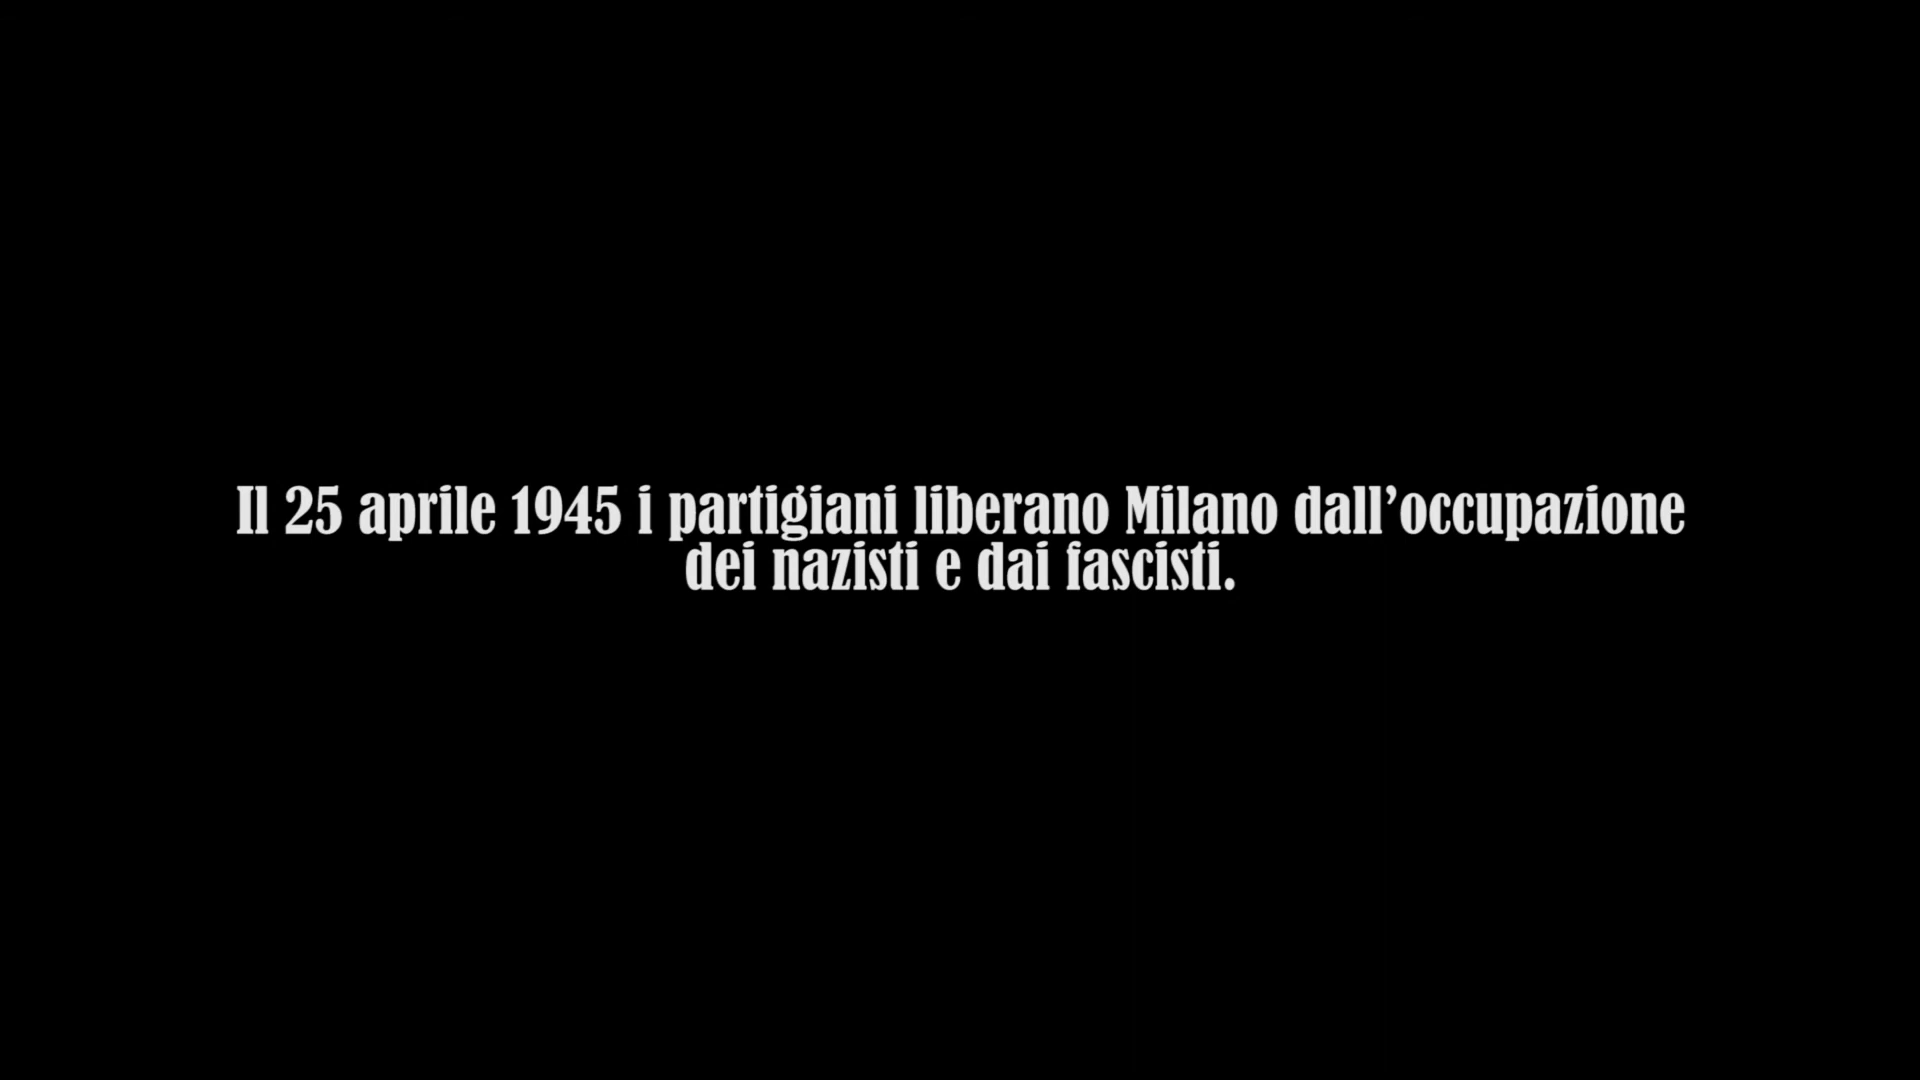 Il 25 aprile 1945 i partigiani liberano Milano dall’occupazione
dei nazisti e dai fascisti.